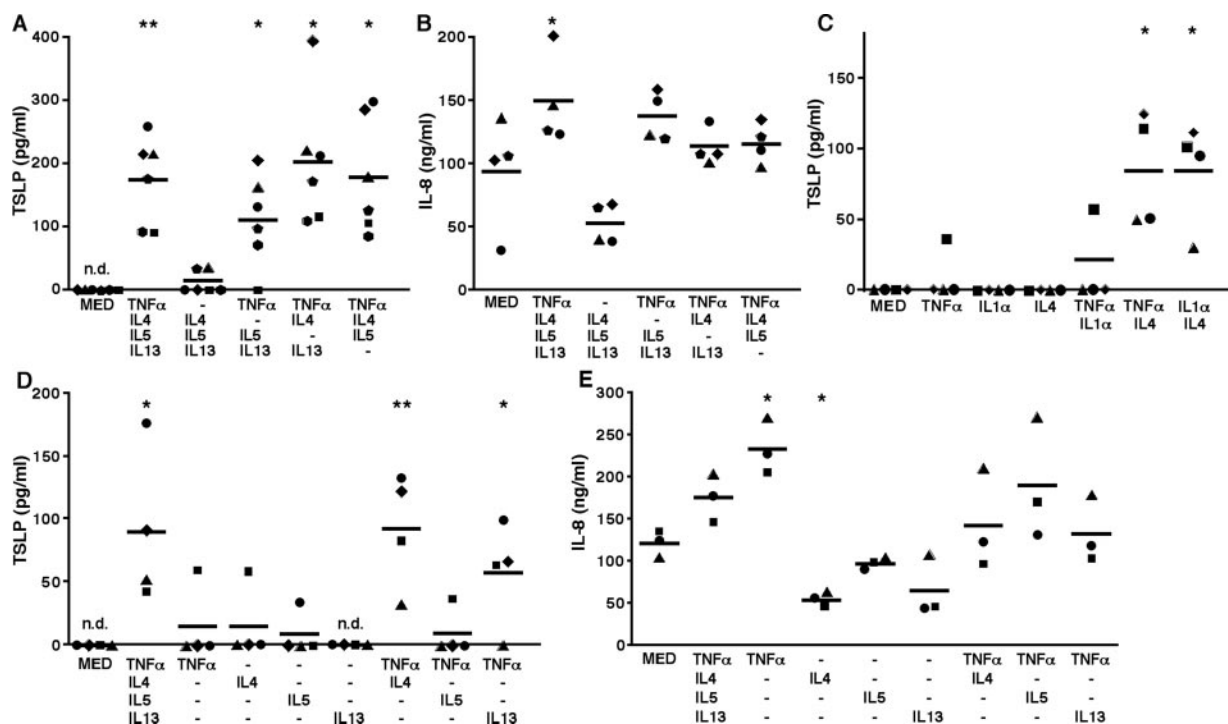 A
** * * *
TSLP (pg/ml)
400
300
200
100
0
n.d.
MED TNFα - TNFα TNFα TNFα
IL4 IL4 - IL4 IL4
IL5 IL5 IL5 - IL5
IL13 IL13 IL13 IL13 -
B
*
IL-8 (ng/ml)
200
150
100
50
0
MED TNFα - TNFα TNFα TNFα
IL4 IL4 - IL4 IL4
IL5 IL5 IL5 - IL5
IL13 IL13 IL13 IL13 -
C
* *
TSLP (pg/ml)
150
100
50
0
MED TNFα IL1α IL4 TNFα TNFα IL1α
IL1α IL4 IL4
D
* ** *
TSLP (pg/ml)
200
150
100
50
0
n.d. n.d.
MED TNFα TNFα - - - TNFα TNFα TNFα
IL4 - IL4 - - IL4 - -
IL5 - - IL5 - - IL5 -
IL13 - - - IL13 - - IL13
E
* *
IL-8 (ng/ml)
300
250
200
150
100
50
0
MED TNFα TNFα - - - TNFα TNFα TNFα
IL4 - IL4 - - IL4 - -
IL5 - - IL5 - - IL5 -
IL13 - - - IL13 - - IL13